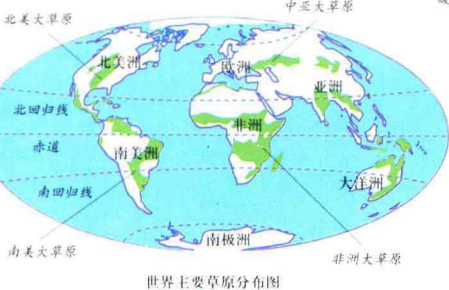 北美大草原
中亚大草原
北美洲
欧洲
亚洲
北回归线
非洲
赤道
南美洲
大洋洲
南回归线
南极洲
南美大草原
非洲大草原
世界主要草原分布图